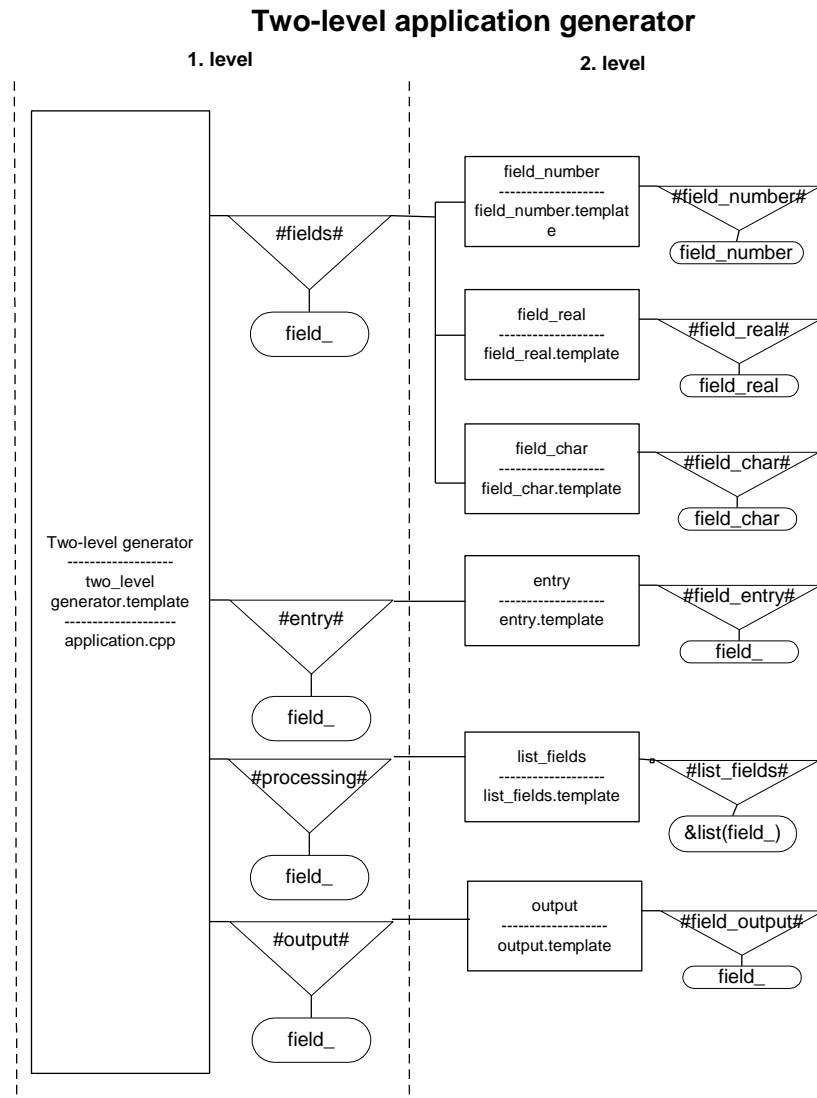 Two-level application generator
1. level
2. level
Two-level generator
-------------------
two_level
generator.template
--------------------
application.cpp
#fields#
field_
field_number
-------------------
field_number.templat
e
#field_number#
field_number
field_real
-------------------
field_real.template
#field_real#
field_real
field_char
-------------------
field_char.template
#field_char#
field_char
#entry#
field_
entry
-------------------
entry.template
#field_entry#
field_
#processing#
field_
list_fields
-------------------
list_fields.template
#list_fields#
&list(field_)
#output#
field_
output
-------------------
output.template
#field_output#
field_